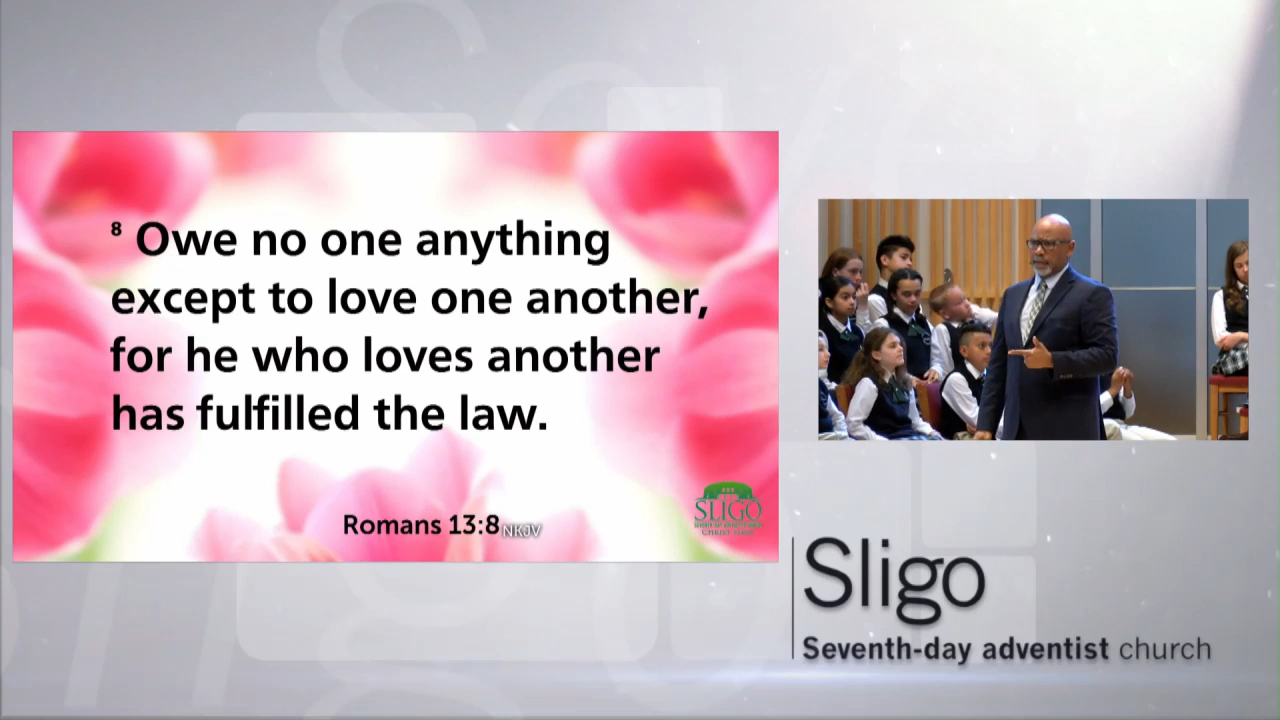 8 Owe no one anything
except to love one another,
for he who loves another
has fulfilled the law.
Romans 13:8 NKJV
SLIGO
Sligo
Seventh-day adventist church